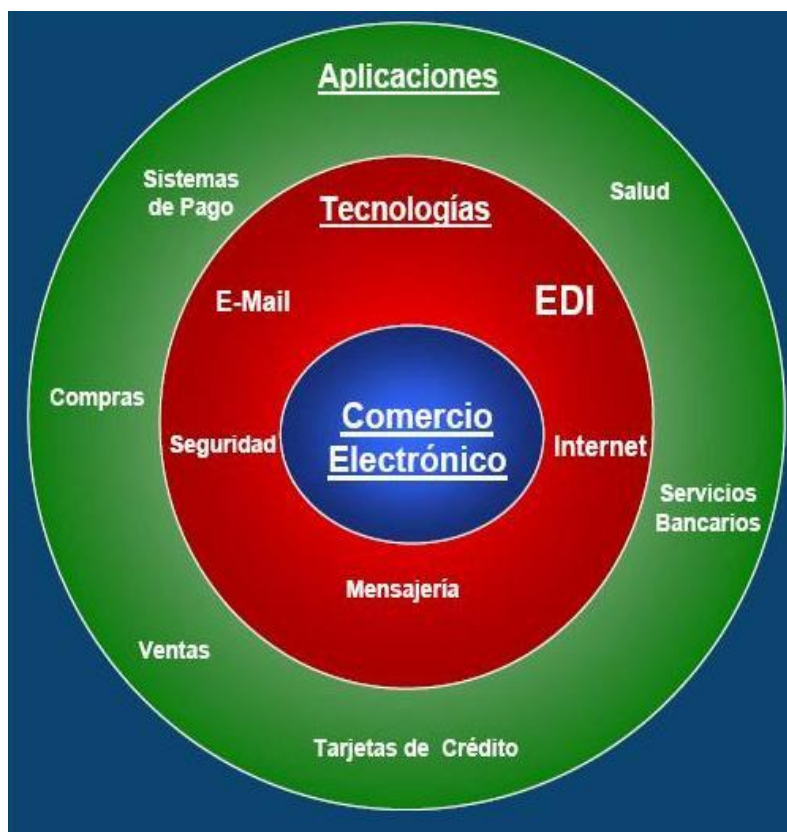 Aplicaciones
Sistemas
de Pago
Salud
Tecnologías
E-Mail
EDI
Compras
Comercio
Electrónico
Seguridad
Internet
Servicios
Bancarios
Mensajería
Ventas
Tarjetas de Crédito